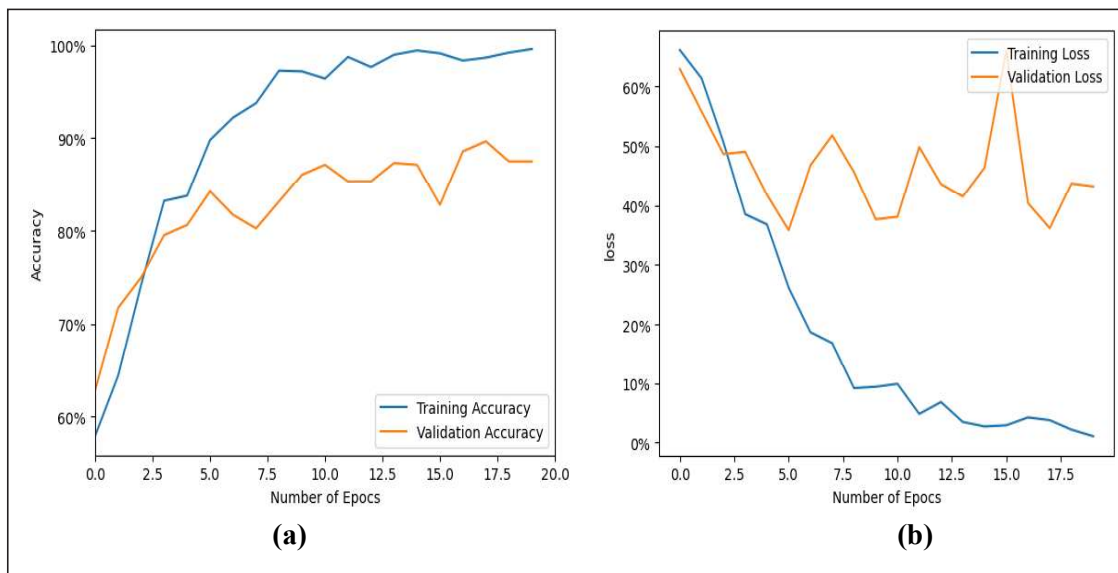 100%
90%
80%
70%
60%
Accuracy
0.0 2.5 5.0 7.5 10.0 12.5 15.0 17.5 20.0
Number of Epocs
Training Accuracy
Validation Accuracy
(a)
60%
50%
40%
30%
20%
10%
0%
loss
0.0 2.5 5.0 7.5 10.0 12.5 15.0 17.5
Number of Epocs
Training Loss
Validation Loss
(b)